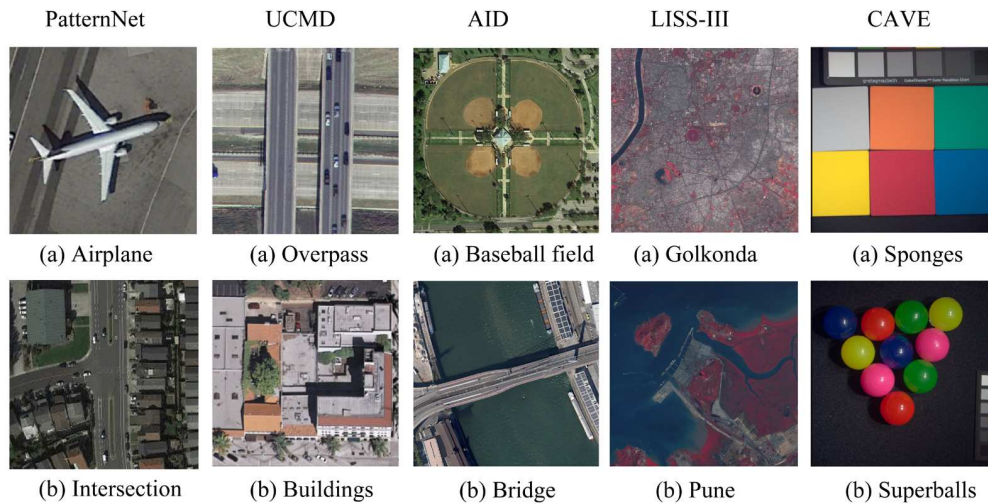 PatternNet UCMD AID LISS-III CAVE
(a) Airplane (a) Overpass (a) Baseball field (a) Golkonda (a) Sponges
(b) Intersection (b) Buildings (b) Bridge (b) Pune (b) Superballs